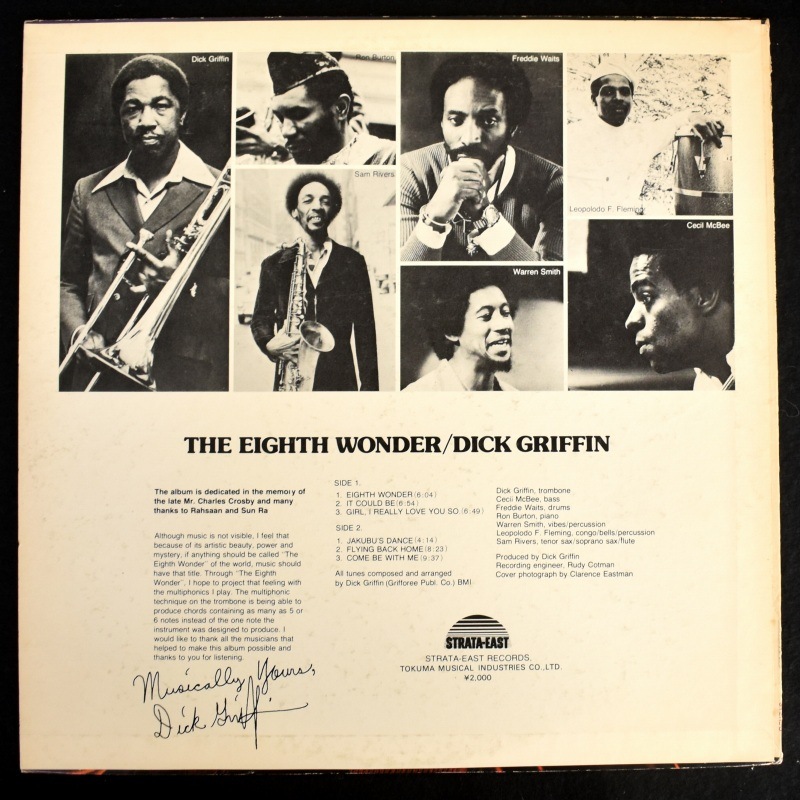 Dick Griffin
Ron Burton
Freddie Waits
Sam Rivers
Leopolodo F. Fleming
Cecil McBee
Warren Smith
THE EIGHTH WONDER/DICK GRIFFIN
The album is dedicated in the memory of
the late Mr. Charles Crosby and many
thanks to Rahsaan and Sun Ra
Although music is not visible, I feel that
because of its artistic beauty, power and
mystery, if anything should be called "The
Eighth Wonder" of the world, music should
have that title. Through "The Eighth
Wonder", I hope to project that feeling with
the multiphonics I play. The multiphonic
technique on the trombone is being able to
produce chords containing as many as 5 or
6 notes instead of the one note the
instrument was designed to produce. I
would like to thank all the musicians that
helped to make this album possible and
thanks to you for listening.
Musically Yours,
Dick Griffin
SIDE 1.
1. EIGHTH WONDER (6:04)
2. IT COULD BE (6:54)
3. GIRL, I REALLY LOVE YOU SO, (6:49)
SIDE 2.
1. JAKUBU'S DANCE (4:14)
2. FLYING BACK HOME (8:23)
3. COME BE WITH ME (9:37)
All tunes composed and arranged
by Dick Griffin (Grifforee Publ. Co.) BMI
Dick Griffin, trombone
Cecil McBee, bass
Freddie Waits, drums
Ron Burton, piano
Warren Smith, vibes/percussion
Leopolodo F. Fleming, congo/bells/percussion
Sam Rivers, tenor sax/soprano sax/flute
Produced by Dick Griffin
Recording engineer, Rudy Cotman
Cover photograph by Clarence Eastman
STRATA-EAST
STRATA-EAST RECORDS,
TOKUMA MUSICAL INDUSTRIES CO.,LTD.
¥2,000